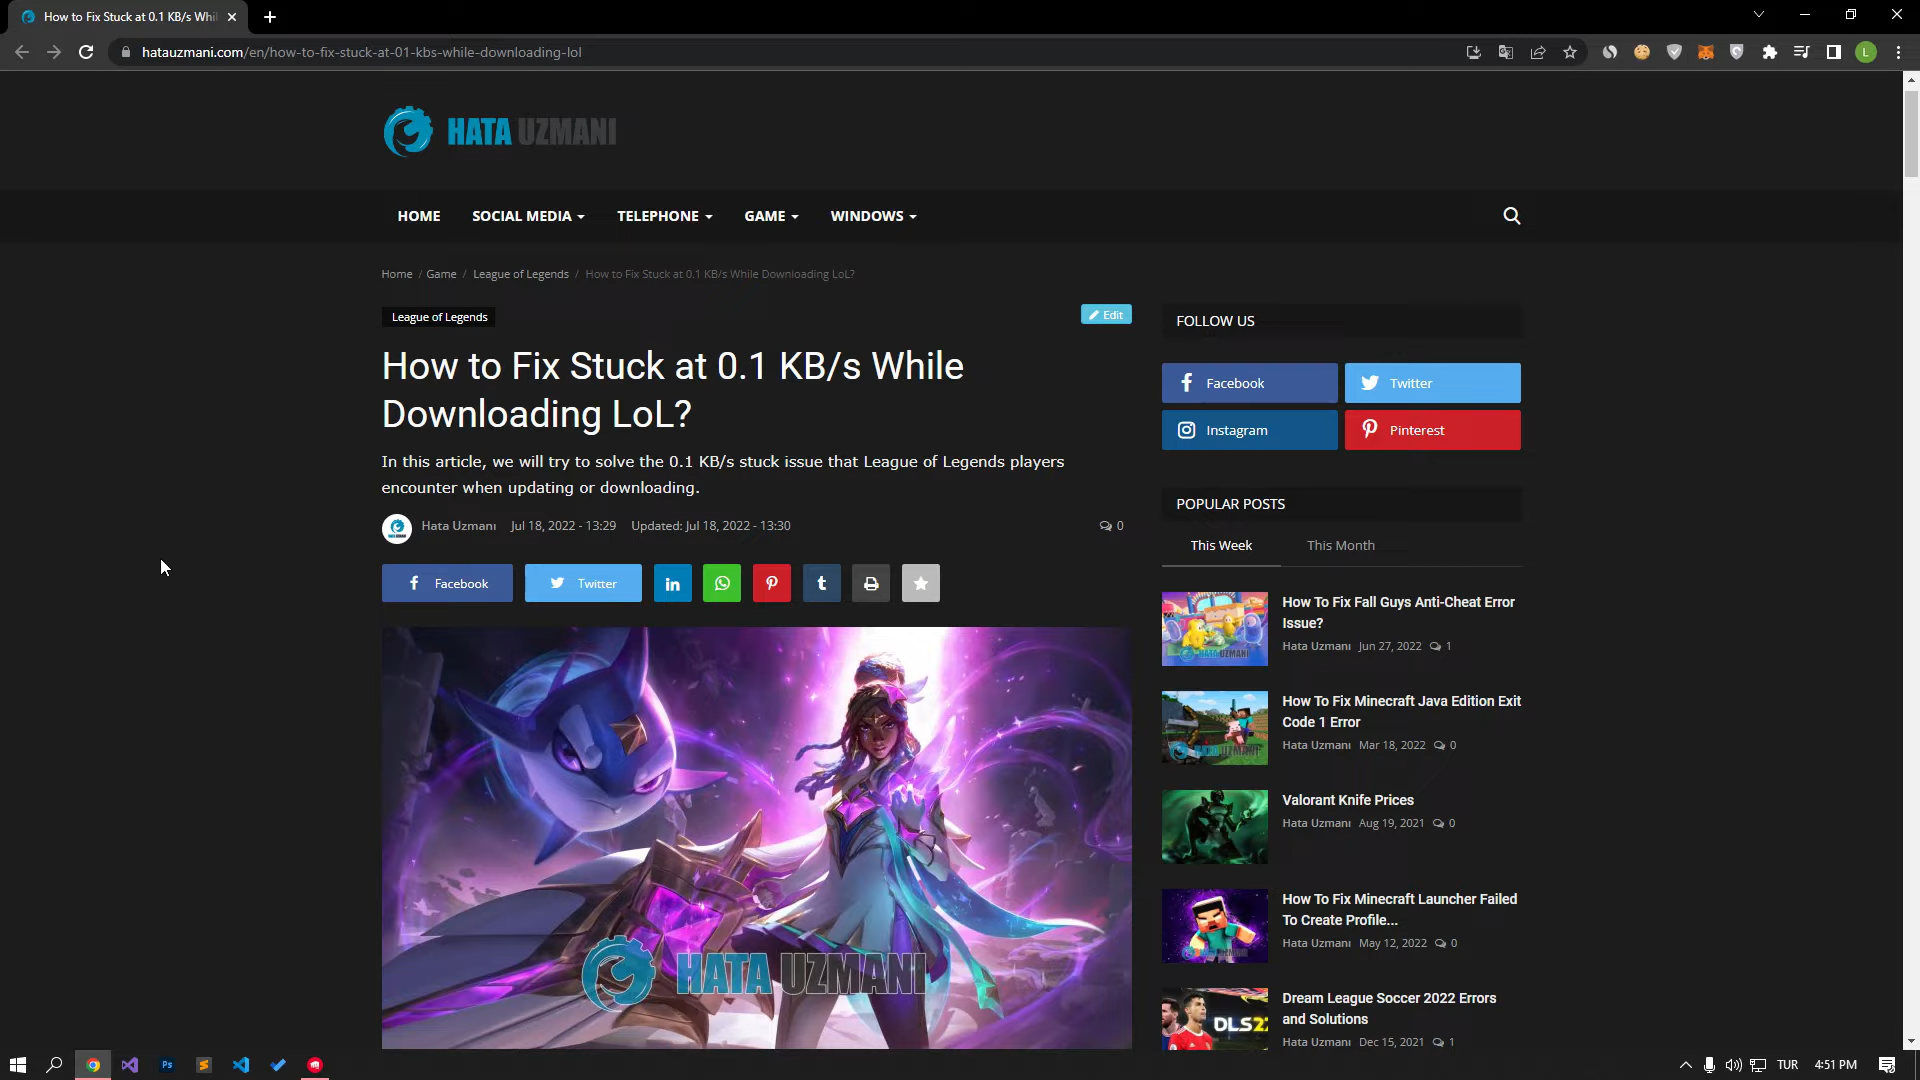 How to Fix Stuck at 0.1 KB/s Whil
hatauzmani.com/en/how-to-fix-stuck-at-01-kbs-while-downloading-lol
L
HATA UZMANI
HOME SOCIAL MEDIA TELEPHONE GAME WINDOWS
Home / Game / League of Legends / How to Fix Stuck at 0.1 KB/s While Downloading LoL?
League of Legends
Edit
How to Fix Stuck at 0.1 KB/s While
Downloading LoL?
In this article, we will try to solve the 0.1 KB/s stuck issue that League of Legends players
encounter when updating or downloading.
Hata Uzmanı Jul 18, 2022 - 13:29 Updated: Jul 18, 2022 - 13:30 0
Facebook Twitter
HATA UZMANI
FOLLOW US
Facebook Twitter
Instagram Pinterest
POPULAR POSTS
This Week This Month
How To Fix Fall Guys Anti-Cheat Error
Issue?
Hata Uzmanı Jun 27, 2022 1
How To Fix Minecraft Java Edition Exit
Code 1 Error
Hata Uzmanı Mar 18, 2022 0
Valorant Knife Prices
Hata Uzmanı Aug 19, 2021 0
How To Fix Minecraft Launcher Failed
To Create Profile...
Hata Uzmanı May 12, 2022 0
DLS22
Dream League Soccer 2022 Errors
and Solutions
Hata Uzmanı Dec 15, 2021 1
Ps
TUR 4:51 PM